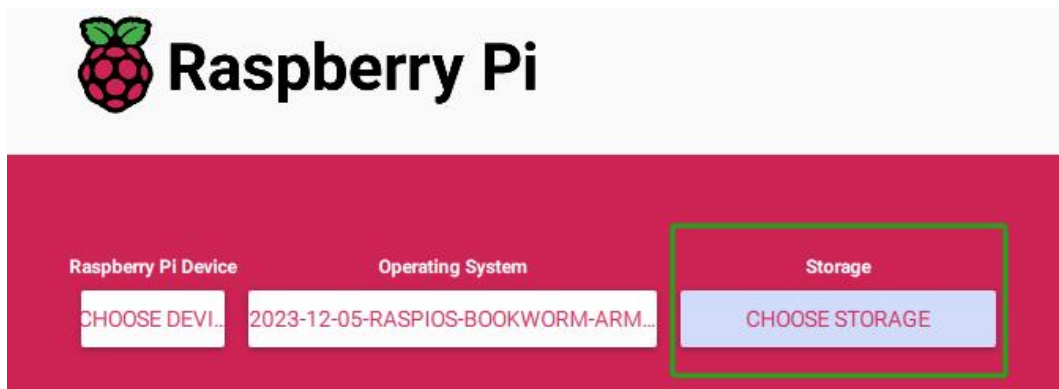 Raspberry Pi
Raspberry Pi Device
Operating System
Storage
CHOOSE DEVI...
2023-12-05-RASPIOS-BOOKWORM-ARM...
CHOOSE STORAGE